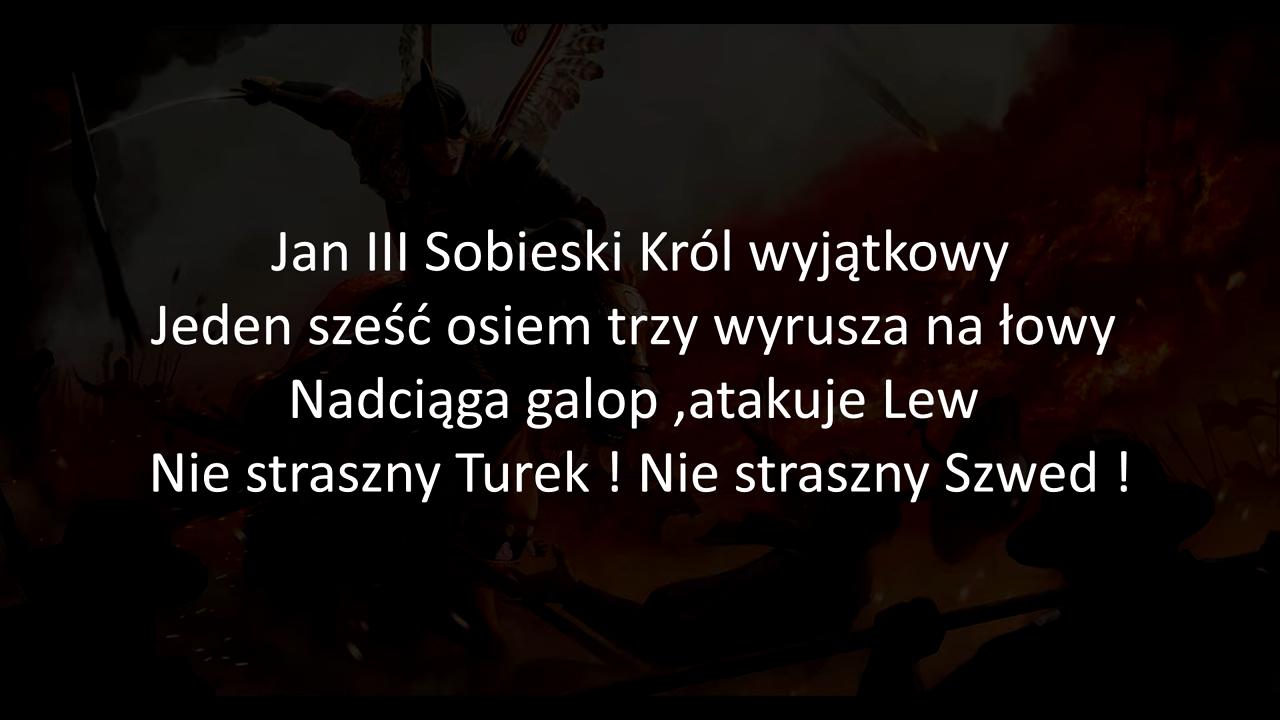 Jan III Sobieski Król wyjątkowy
Jeden sześć osiem trzy wyrusza na łowy
Nadciąga galop ,atakuje Lew
Nie straszny Turek ! Nie straszny Szwed !